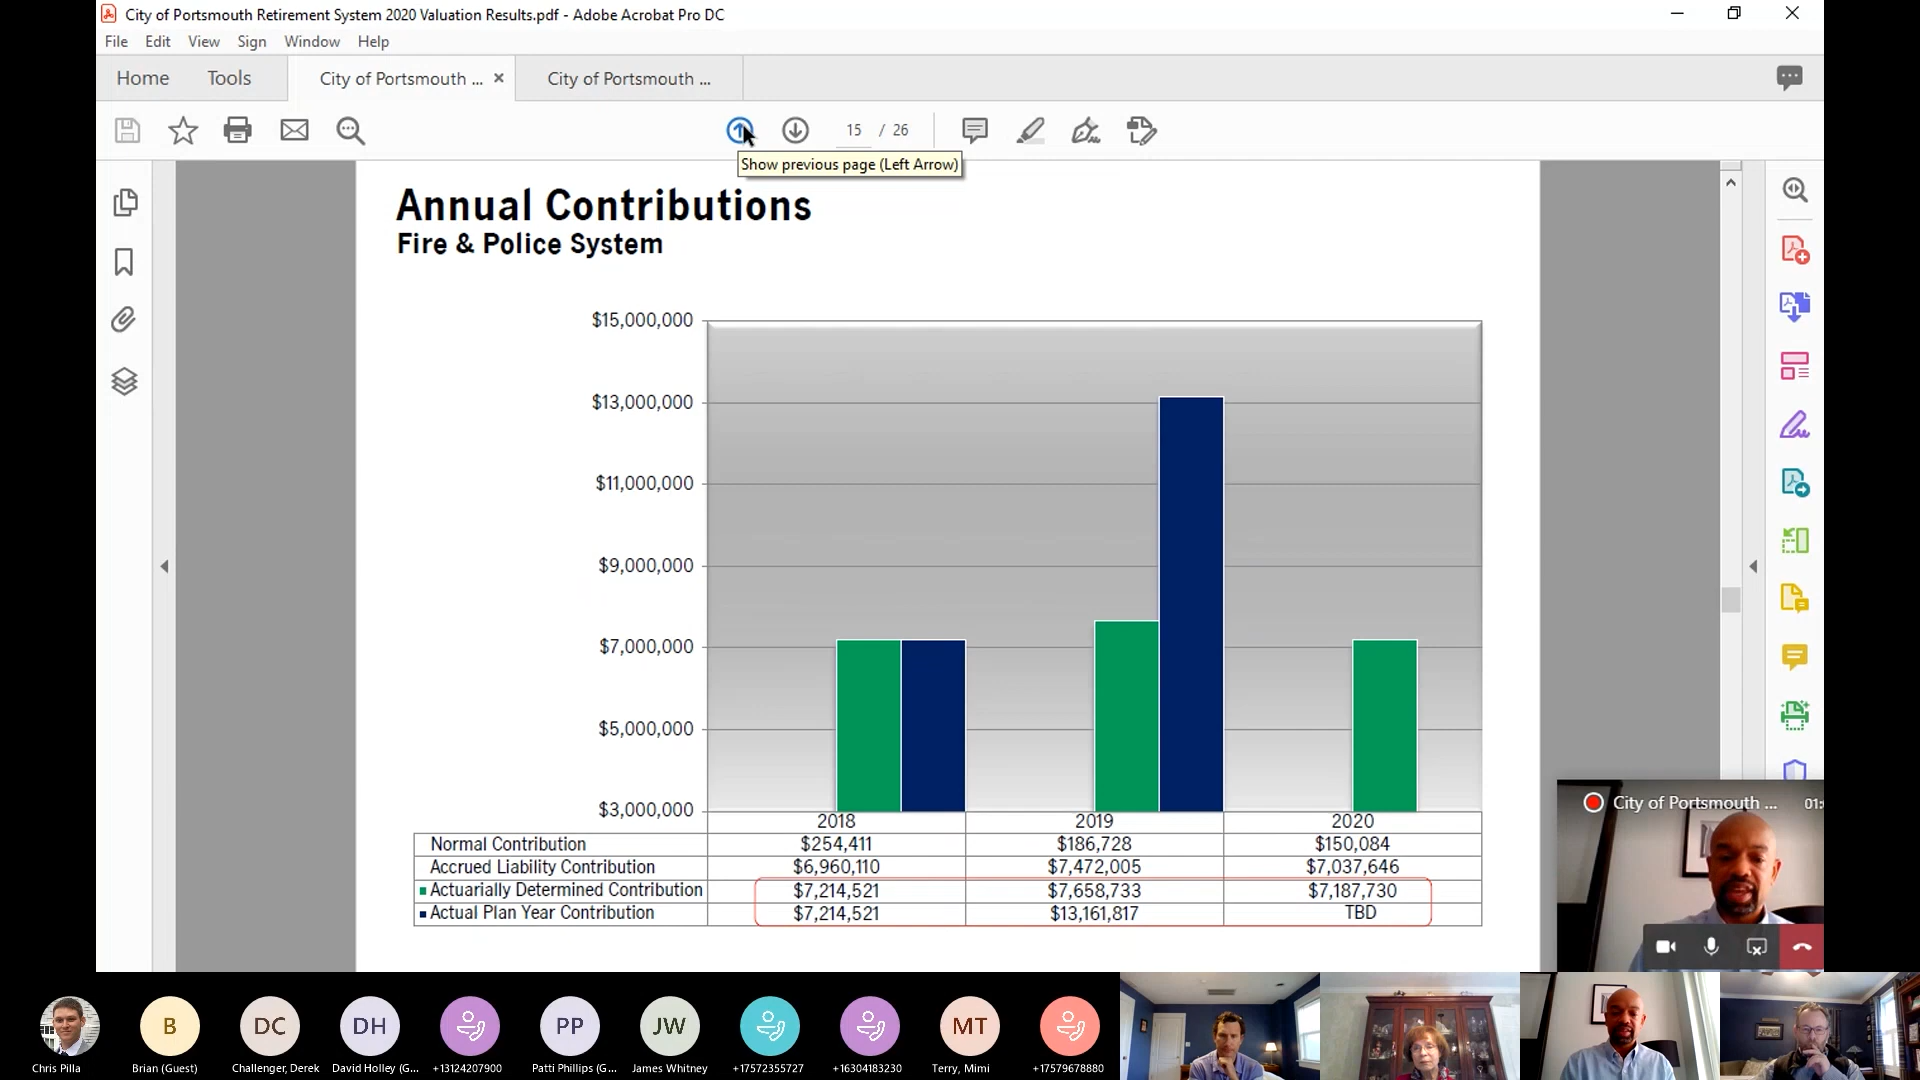 City of Portsmouth Retirement System 2020 Valuation Results.pdf - Adobe Acrobat Pro DC
File Edit View Sign Window Help
Home Tools City of Portsmouth ... × City of Portsmouth ...
15 / 26
Show previous page (Left Arrow)
Annual Contributions
Fire & Police System
$15,000,000
$13,000,000
$11,000,000
$9,000,000
$7,000,000
$5,000,000
$3,000,000
2018 2019 2020
Normal Contribution $254,411 $186,728 $150,084
Accrued Liability Contribution $6,960,110 $7,472,005 $7,037,646
Actuarially Determined Contribution $7,214,521 $7,658,733 $7,187,730
Actual Plan Year Contribution $7,214,521 $13,161,817 TBD
City of Portsmouth ... 01:
B DC DH PP JW MT
Chris Pilla Brian (Guest) Challenger, Derek David Holley (G... +13124207900 Patti Phillips (G... James Whitney +17572355727 +16304183230 Terry, Mimi +17579678880